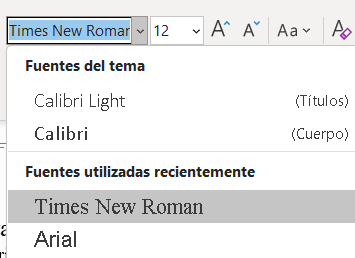 Times New Roman 12 A A Aa A
Fuentes del tema
Calibri Light (Títulos)
Calibri (Cuerpo)
Fuentes utilizadas recientemente
Times New Roman
Arial